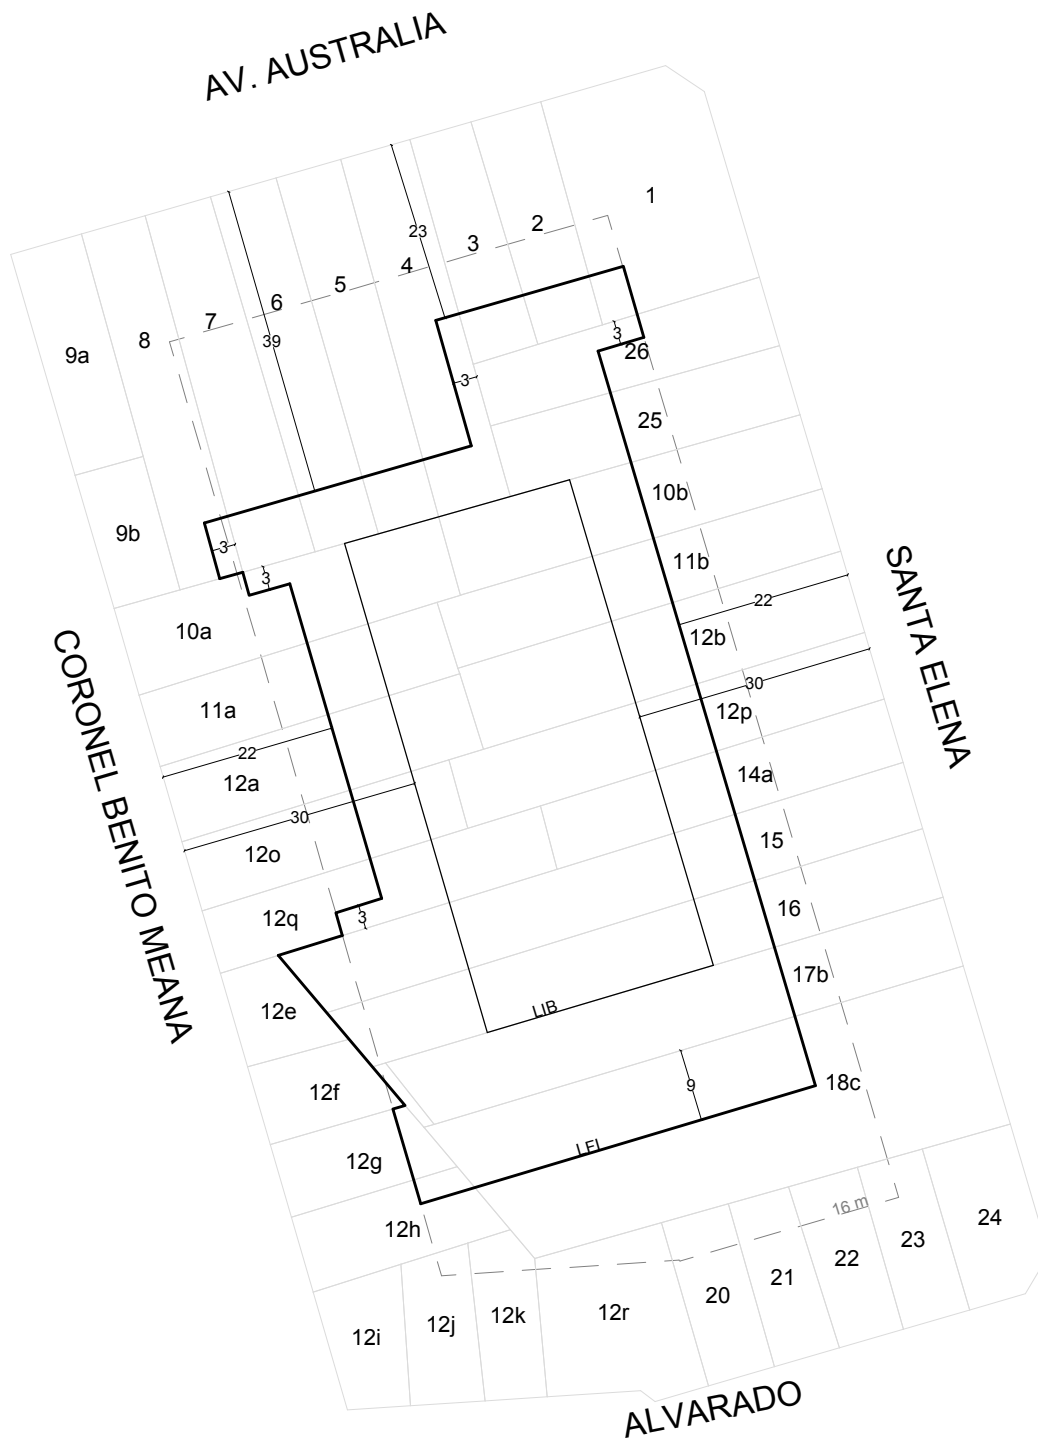 AV. AUSTRALIA
1
2
23
3
4
5
6
7
8
39
9a
3
26
3
25
10b
9b
3
3
11b
10a
22
12b
SANTA ELENA
30
12p
11a
22
12a
14a
30
12o
15
CORONEL BENITO MEANA
16
12q
3
17b
12e
LIB
18c
12f
9
LFI
12g
16 m
12h
24
23
22
21
20
12r
12k
12j
12i
ALVARADO